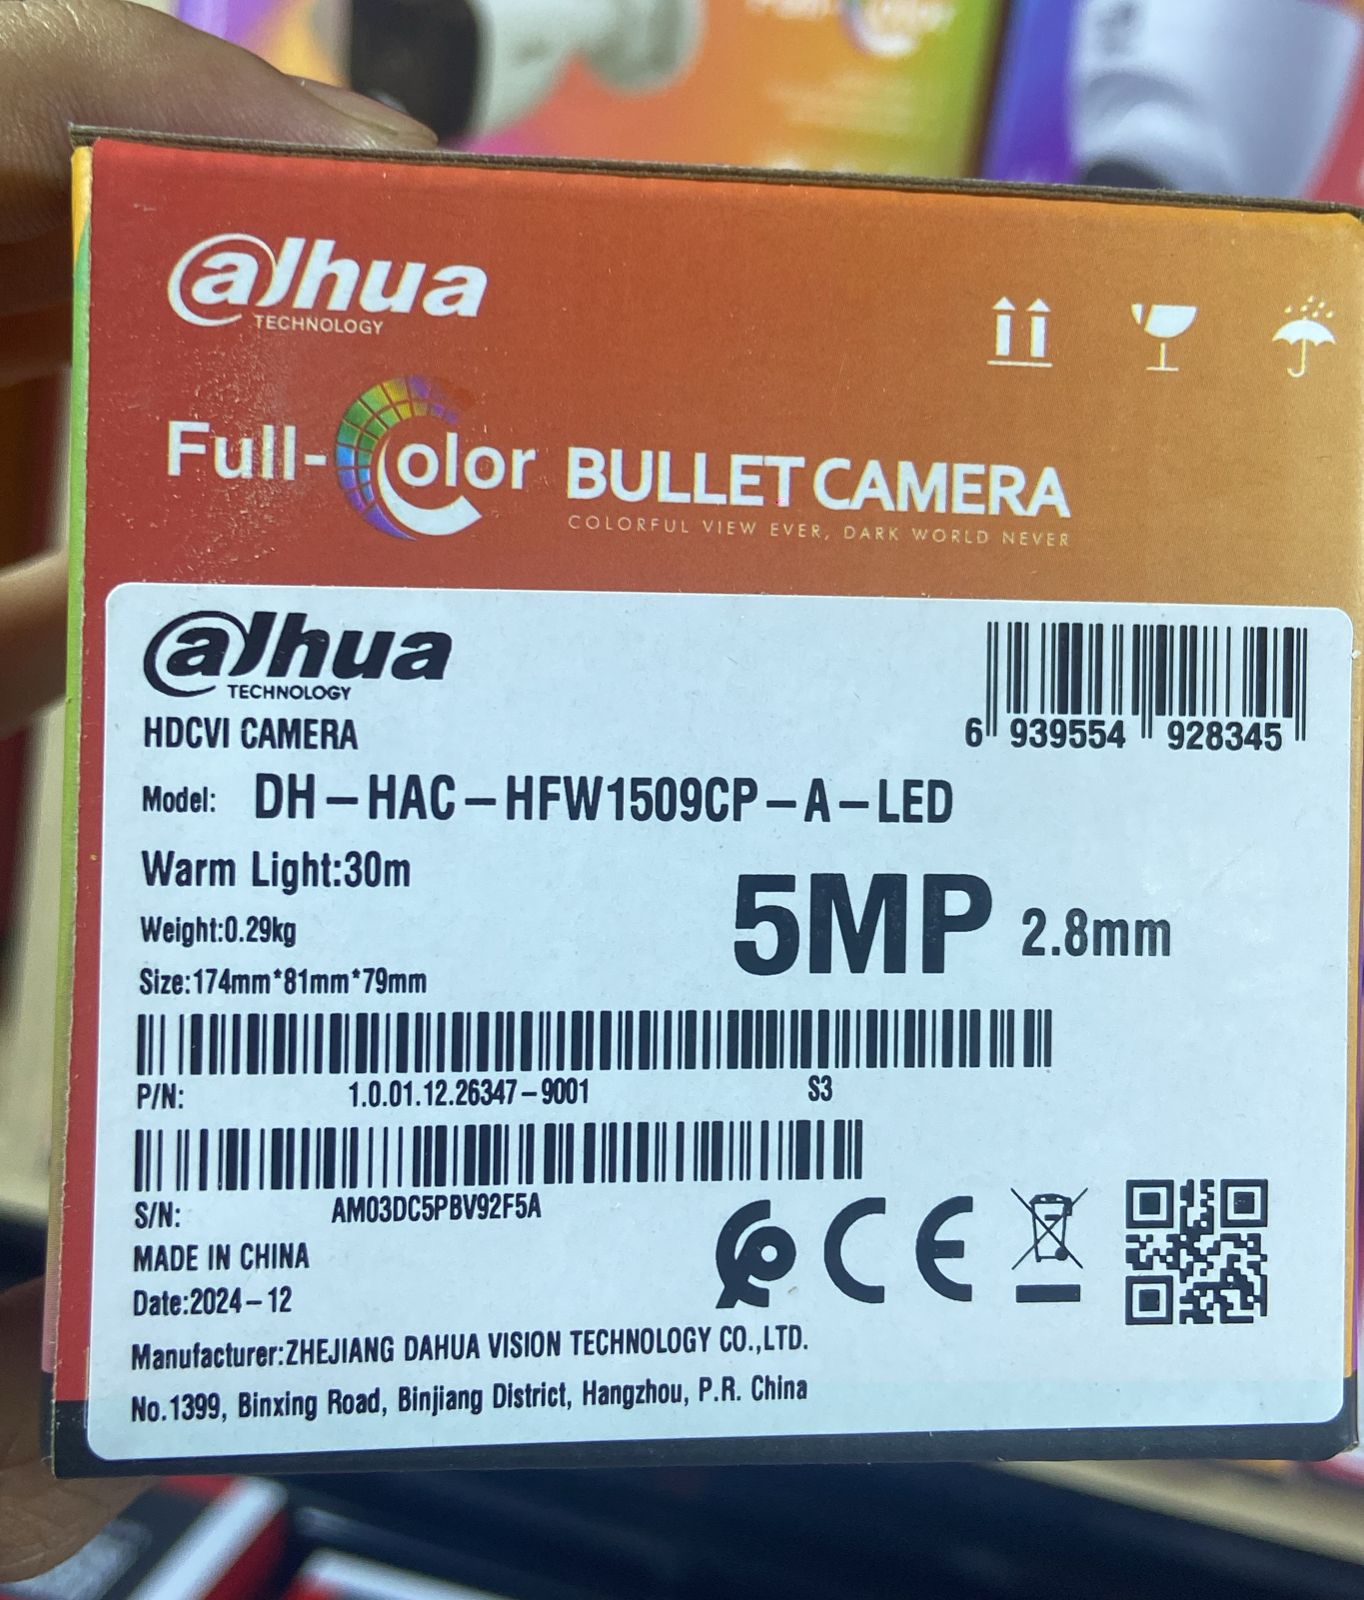 alhua
TECHNOLOGY
Full-Color BULLET CAMERA
COLORFUL VIEW EVER, DARK WORLD NEVER
alhua
TECHNOLOGY
HDCVI CAMERA
6 939554 928345
Model: DH-HAC-HFW1509CP-A-LED
Warm Light:30m
Weight:0.29kg
5MP 2.8mm
Size:174mm*81mm*79mm
P/N: 1.0.01.12.26347-9001 S3
S/N: AM03DC5PBV92F5A
MADE IN CHINA
CE
Date:2024-12
Manufacturer:ZHEJIANG DAHUA VISION TECHNOLOGY CO.,LTD.
No.1399, Binxing Road, Binjiang District, Hangzhou, P.R. China